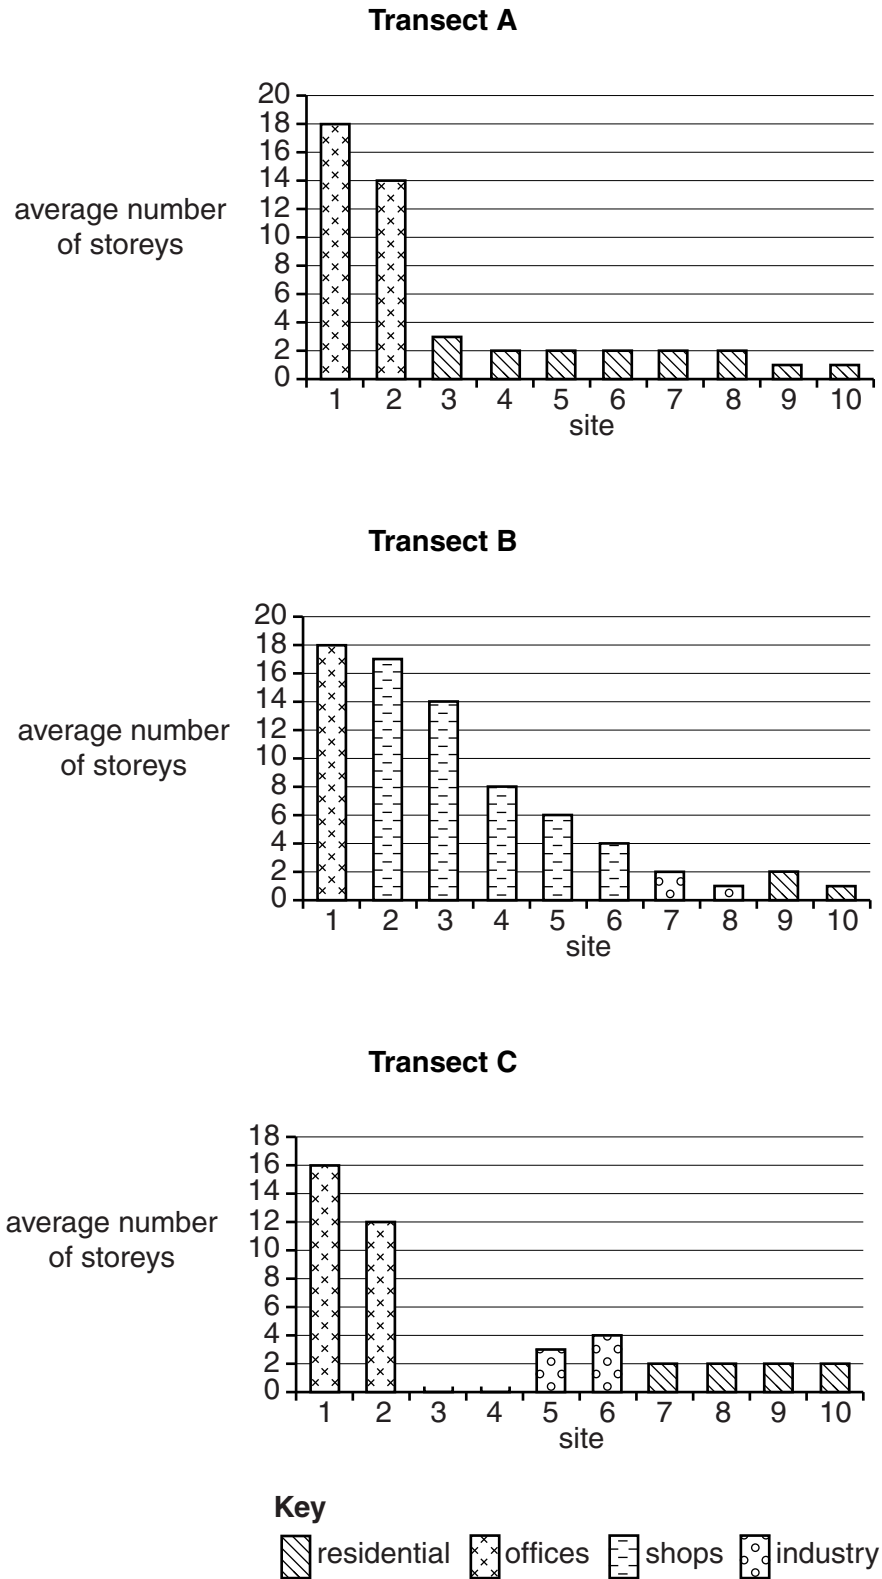 Transect A
20
18
16
14
12
10
8
6
4
2
0
average number
of storeys
1 2 3 4 5 6 7 8 9 10
site
Transect B
20
18
16
14
12
10
8
6
4
2
0
average number
of storeys
1 2 3 4 5 6 7 8 9 10
site
Transect C
18
16
14
12
10
8
6
4
2
0
average number
of storeys
1 2 3 4 5 6 7 8 9 10
site
Key
residential offices shops industry